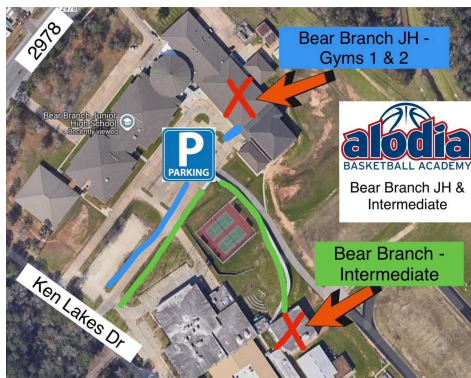 2978
2978
Bear Branch JH -
Gyms 1 & 2
Bear Branch Junior
High School
Recently viewed
P
PARKING
alodia
BASKETBALL ACADEMY
Bear Branch JH &
Intermediate
Bear Branch -
Intermediate
Ken Lakes Dr